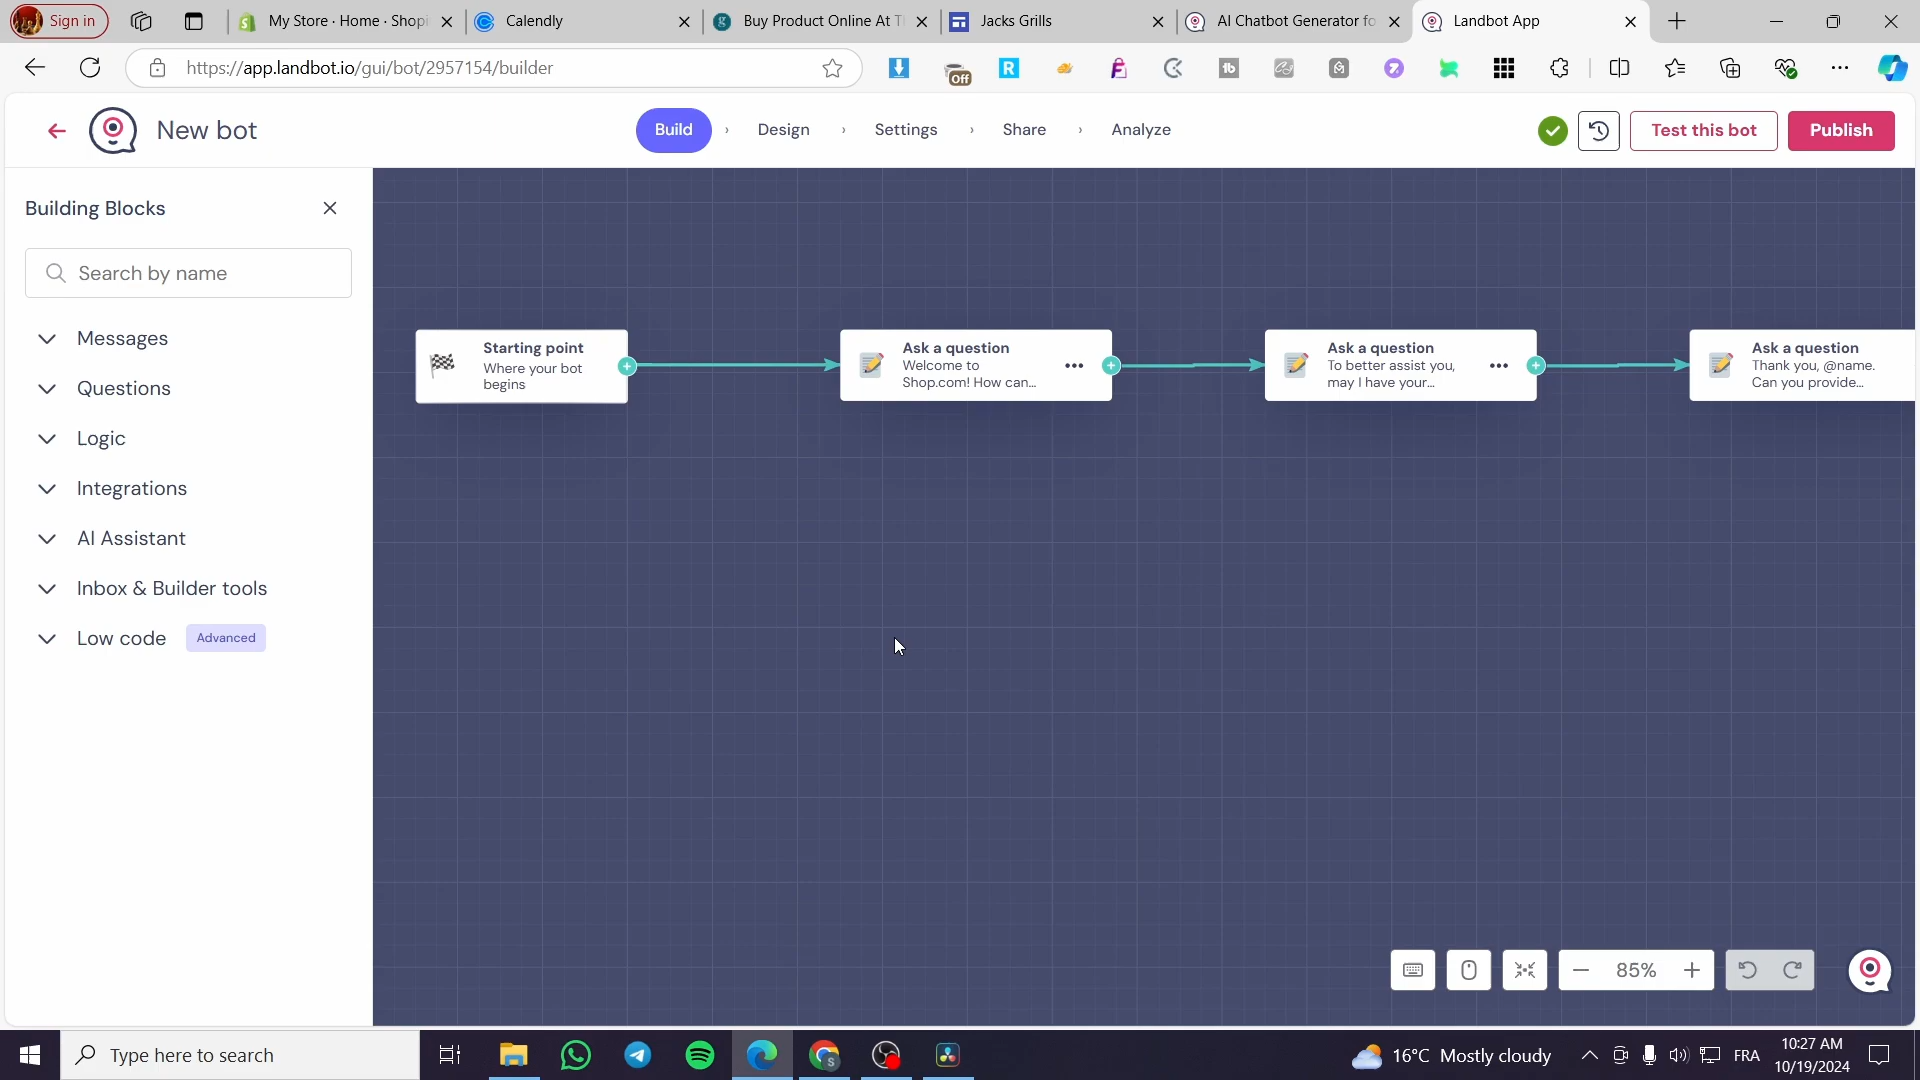 Sign in
My Store · Home · Shopi
Calendly
Buy Product Online At T
Jacks Grills
AI Chatbot Generator fo
Landbot App
https://app.landbot.io/gui/bot/2957154/builder
Off
New bot
Build
Design
Settings
Share
Analyze
Test this bot
Publish
Building Blocks
Search by name
Messages
Questions
Logic
Integrations
AI Assistant
Inbox & Builder tools
Low code
Advanced
Starting point
Where your bot
begins
Ask a question
Welcome to
Shop.com! How can...
Ask a question
To better assist you,
may I have your...
Ask a question
Thank you, @name.
Can you provide...
85%
Type here to search
16°C Mostly cloudy
FRA
10:27 AM
10/19/2024